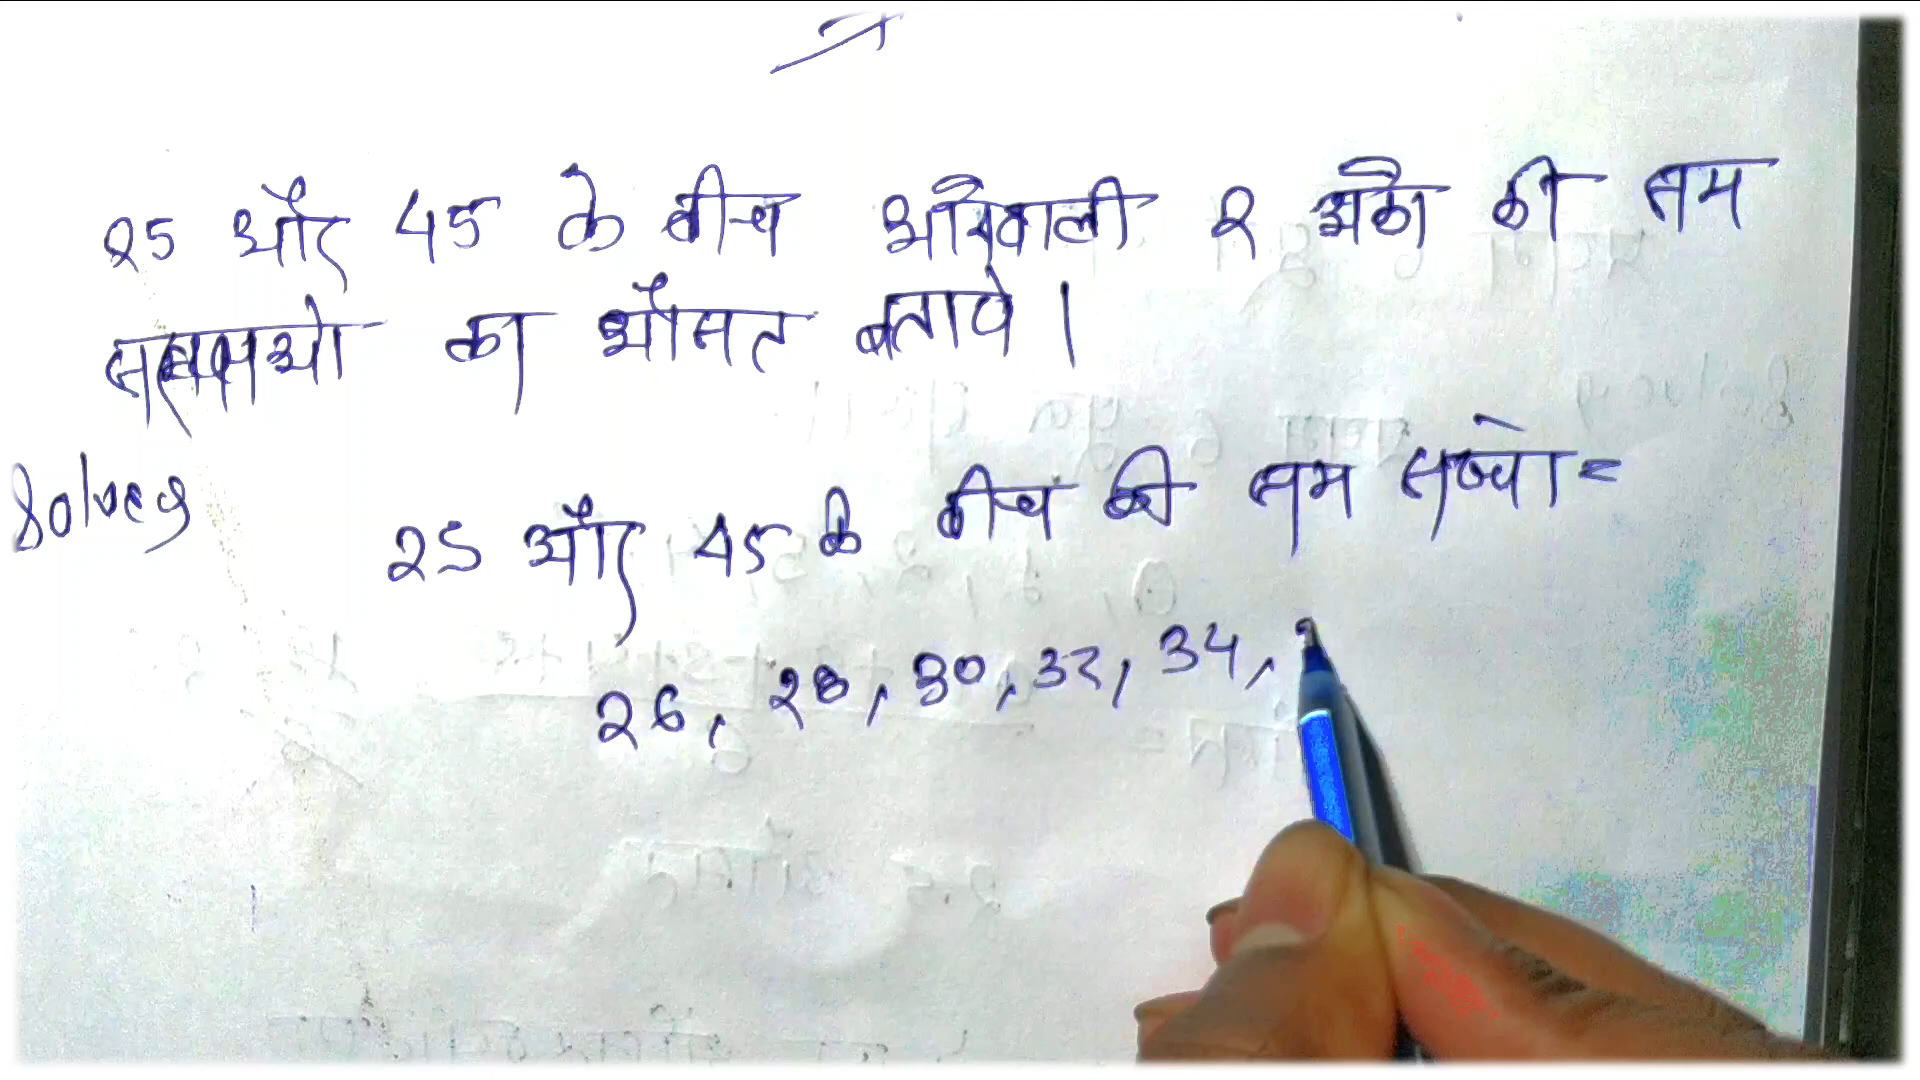 25 और 45 के बीच आनेवाली 2 अंको की सम
का औसत बतावे।
Solve
25 और 45 के बीच की सम संख्या=
26, 28, 30, 32, 34,